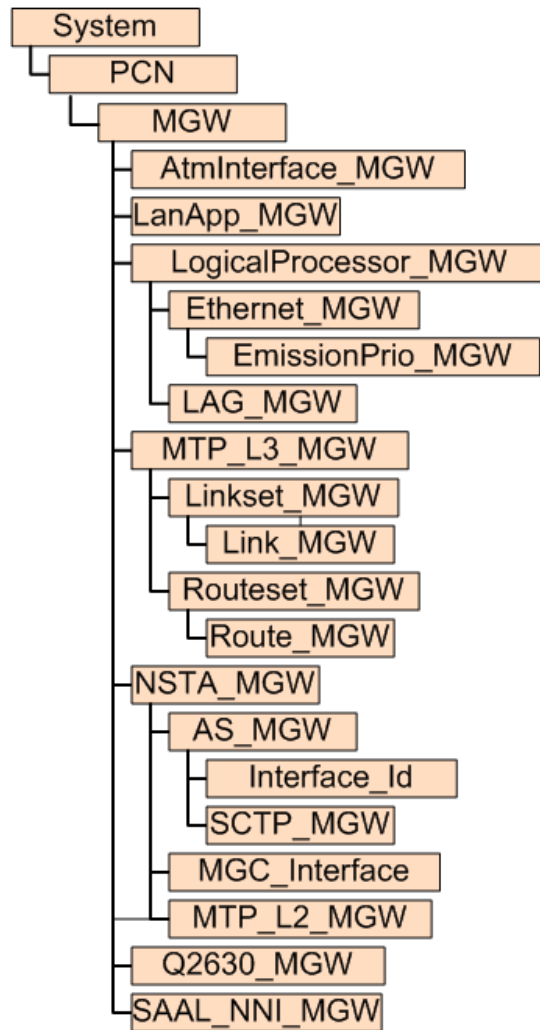 System
PCN
MGW
AtmInterface_MGW
LanApp_MGW
LogicalProcessor_MGW
Ethernet_MGW
EmissionPrio_MGW
LAG_MGW
MTP_L3_MGW
Linkset_MGW
Link_MGW
Routeset_MGW
Route_MGW
NSTA_MGW
AS_MGW
Interface_Id
SCTP_MGW
MGC_Interface
MTP_L2_MGW
Q2630_MGW
SAAL_NNI_MGW